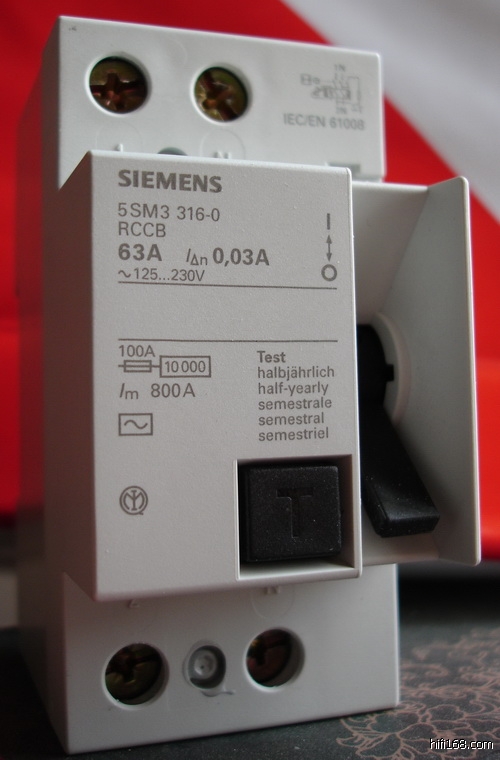 IEC/EN 61008
SIEMENS
5SM3 316-0
RCCB
63A IΔn 0,03A
~125...230V
I
O
100A
10 000
Im 800A
Test
halbjährlich
half-yearly
semestrale
semestral
semestriel
T
hifi168.com